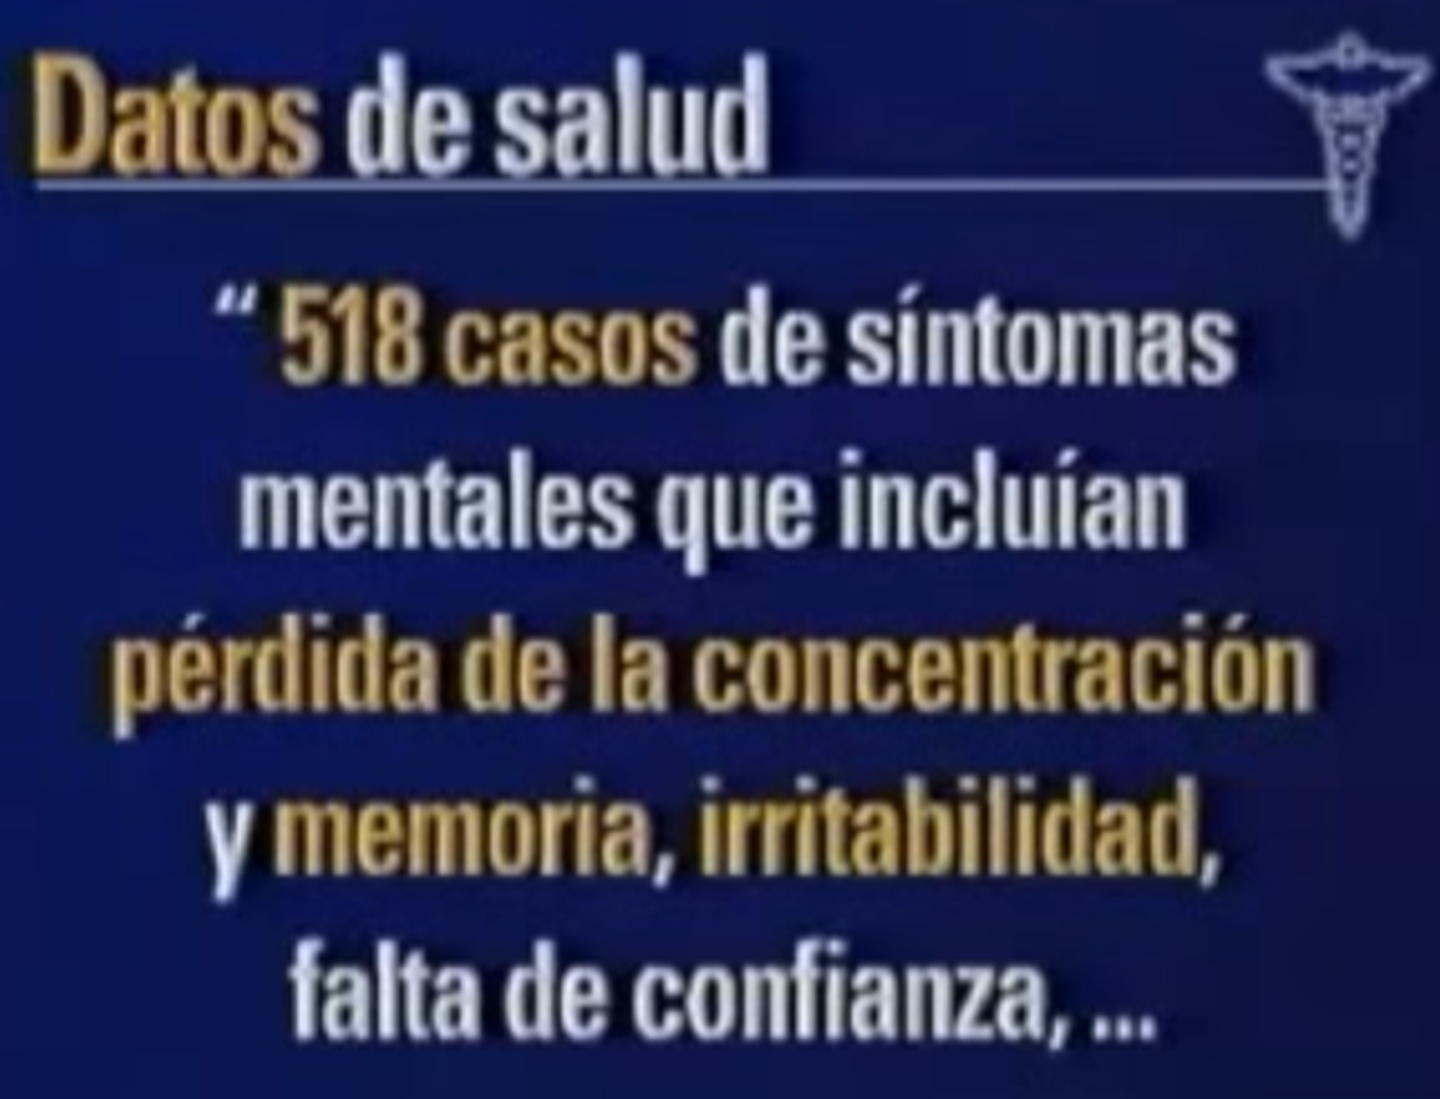 Datos de salud
“ 518 casos de síntomas
mentales que incluían
pérdida de la concentración
y memoria, irritabilidad,
falta de confianza, ...